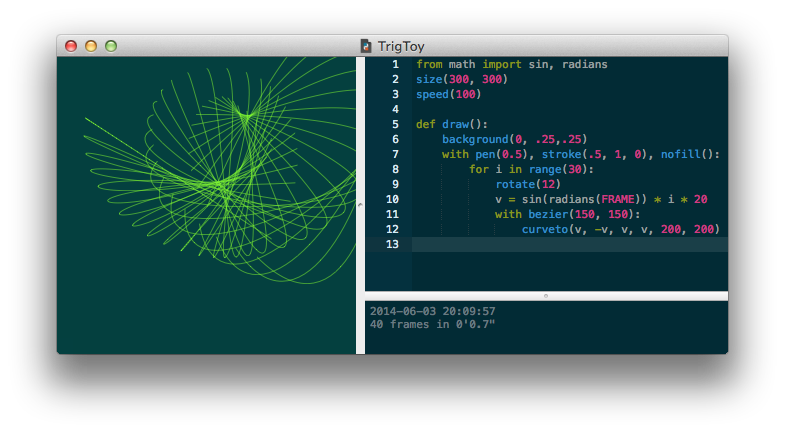 TrigToy
1 from math import sin, radians
2 size(300, 300)
3 speed(100)
4
5 def draw():
6     background(0, .25,.25)
7     with pen(0.5), stroke(.5, 1, 0), nofill():
8         for i in range(30):
9             rotate(12)
10             v = sin(radians(FRAME)) * i * 20
11             with bezier(150, 150):
12                 curveto(v, -v, v, v, 200, 200)
13
2014-06-03 20:09:57
40 frames in 0'0.7"